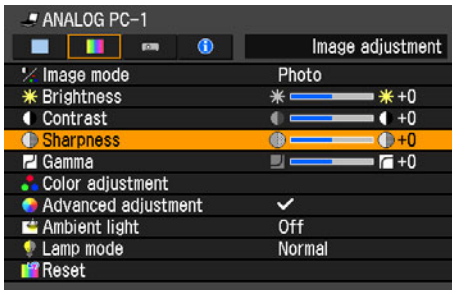 ANALOG PC-1
Image adjustment
Image mode Photo
Brightness +0
Contrast +0
Sharpness +0
Gamma +0
Color adjustment
Advanced adjustment
Ambient light Off
Lamp mode Normal
Reset